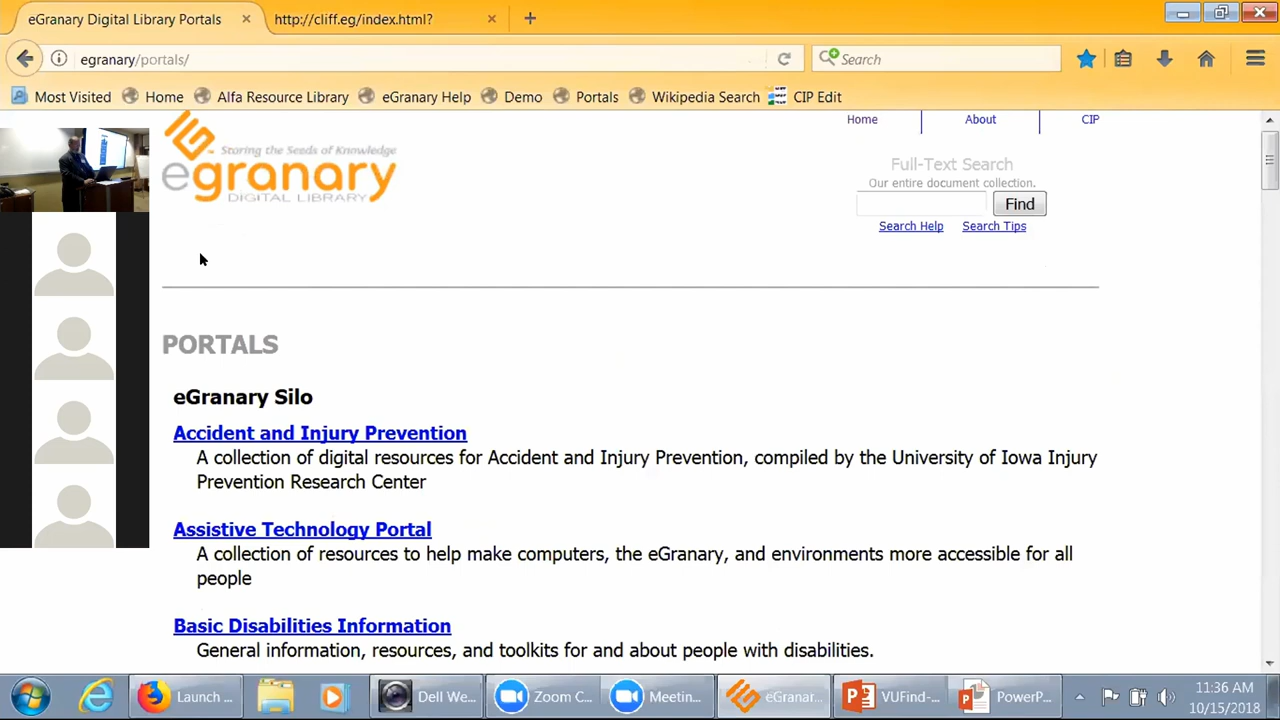 eGranary Digital Library Portals
http://cliff.eg/index.html?
egranary/portals/
Search
Most Visited
Home
Alfa Resource Library
eGranary Help
Demo
Portals
Wikipedia Search
CIP Edit
Storing the Seeds of Knowledge
egranary
DIGITAL LIBRARY
Home
About
CIP
Full-Text Search
Our entire document collection.
Find
Search Help
Search Tips
PORTALS
eGranary Silo
Accident and Injury Prevention
A collection of digital resources for Accident and Injury Prevention, compiled by the University of Iowa Injury
Prevention Research Center
Assistive Technology Portal
A collection of resources to help make computers, the eGranary, and environments more accessible for all
people
Basic Disabilities Information
General information, resources, and toolkits for and about people with disabilities.
Launch ...
Dell We...
Zoom C...
Meetin...
eGranar...
VUFind-...
PowerP...
11:36 AM
10/15/2018